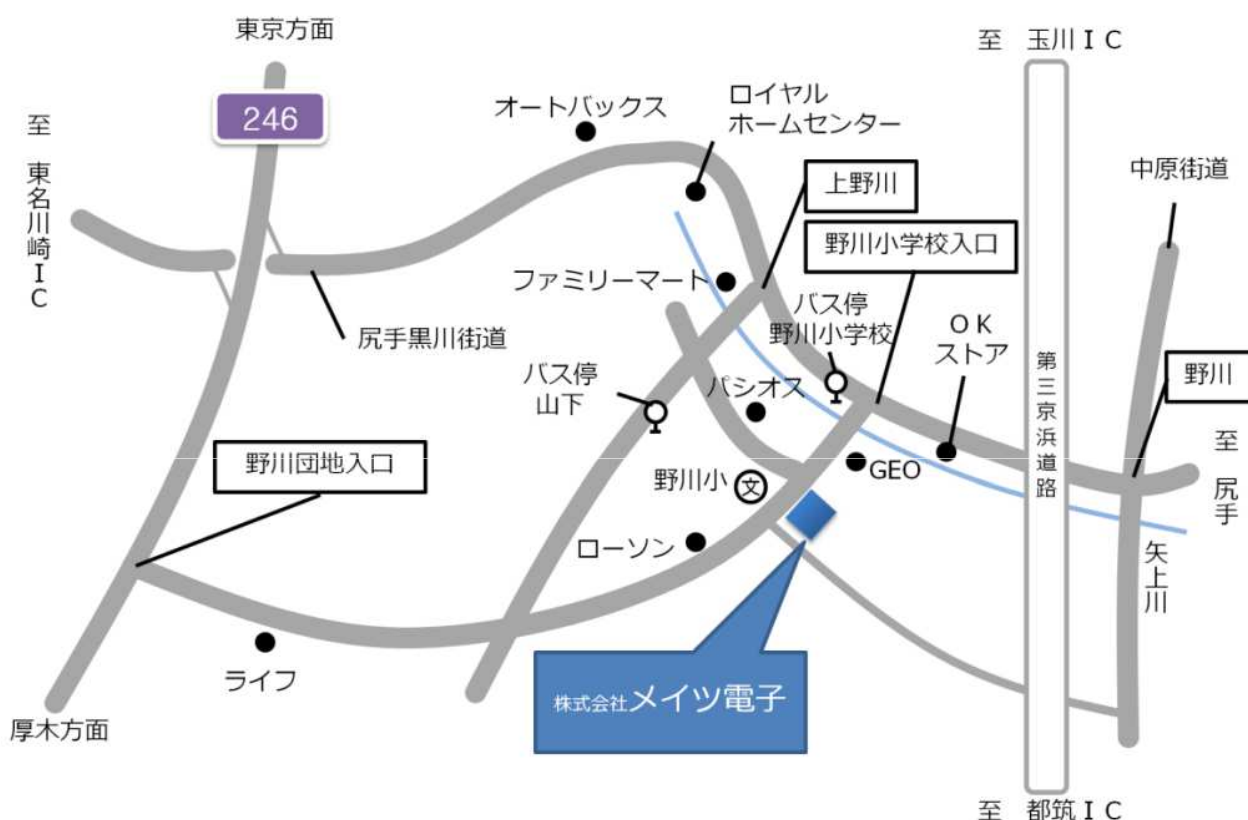 東京方面
至 玉川ＩＣ
246
オートバックス
ロイヤル
ホームセンター
至 東名川崎ＩＣ
中原街道
上野川
野川小学校入口
ファミリーマート
バス停
野川小学校
ＯＫ
ストア
尻手黒川街道
バス停
山下
パシオス
第三京浜道路
野川
野川団地入口
至 尻手
GEO
野川小
文
ローソン
矢上川
ライフ
株式会社メイツ電子
厚木方面
至 都筑ＩＣ